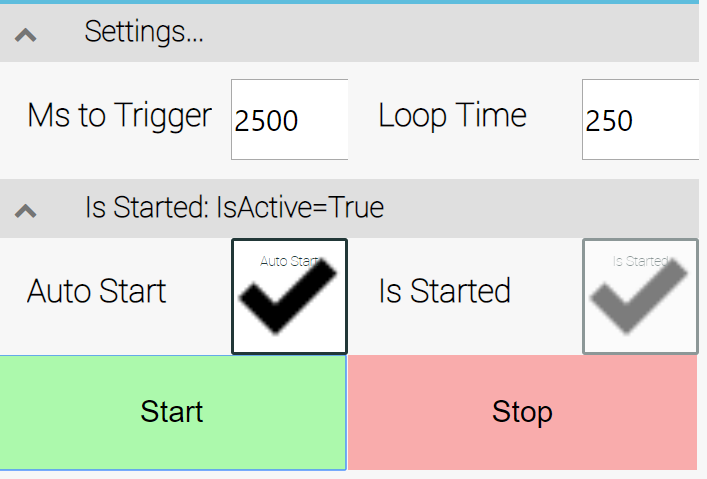 Settings...
Ms to Trigger 2500 Loop Time 250
Is Started: IsActive=True
Auto Start Auto Start Is Started Is Started
Start Stop